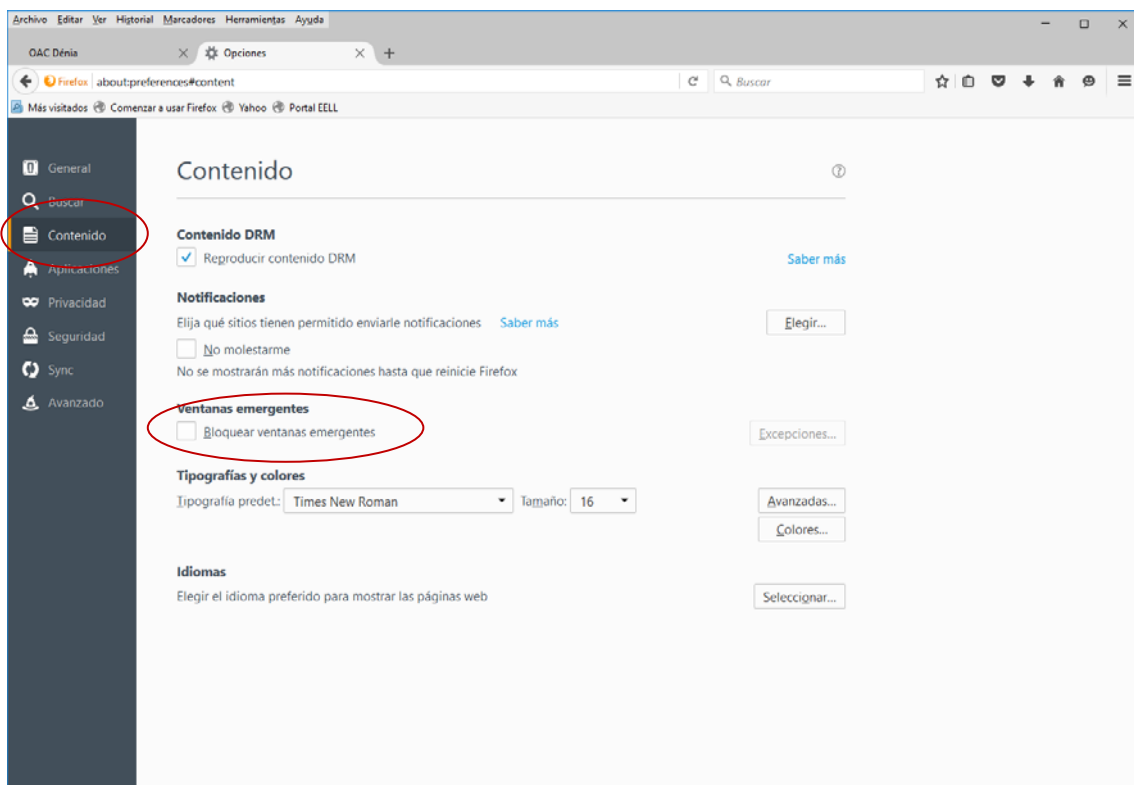 Archivo Editar Ver Historial Marcadores Herramientas Ayuda
OAC Dénia Opciones
Firefox about:preferences#content Buscar
Más visitados Comenzar a usar Firefox Yahoo Portal EELL
General
Buscar
Contenido
Aplicaciones
Privacidad
Seguridad
Sync
Avanzado
Contenido
Contenido DRM
Reproducir contenido DRM Saber más
Notificaciones
Elija qué sitios tienen permitido enviarle notificaciones Saber más Elegir...
No molestarme
No se mostrarán más notificaciones hasta que reinicie Firefox
Ventanas emergentes
Bloquear ventanas emergentes Excepciones...
Tipografías y colores
Tipografía predet.: Times New Roman Tamaño: 16 Avanzadas...
Colores...
Idiomas
Elegir el idioma preferido para mostrar las páginas web Seleccionar...